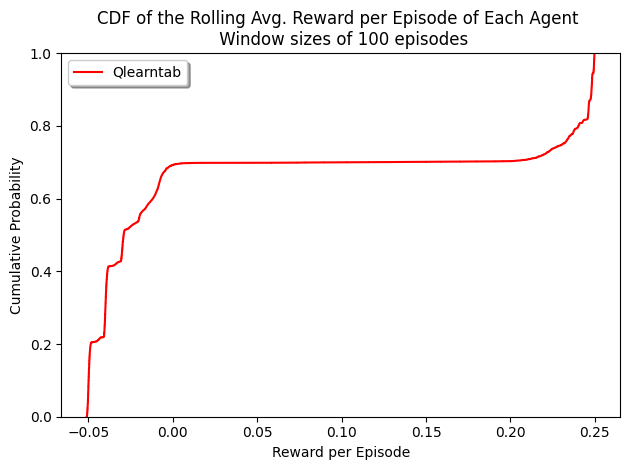 CDF of the Rolling Avg. Reward per Episode of Each Agent
Window sizes of 100 episodes
Qlearntab
1.0
0.8
0.6
0.4
0.2
0.0
Cumulative Probability
−0.05 0.00 0.05 0.10 0.15 0.20 0.25
Reward per Episode